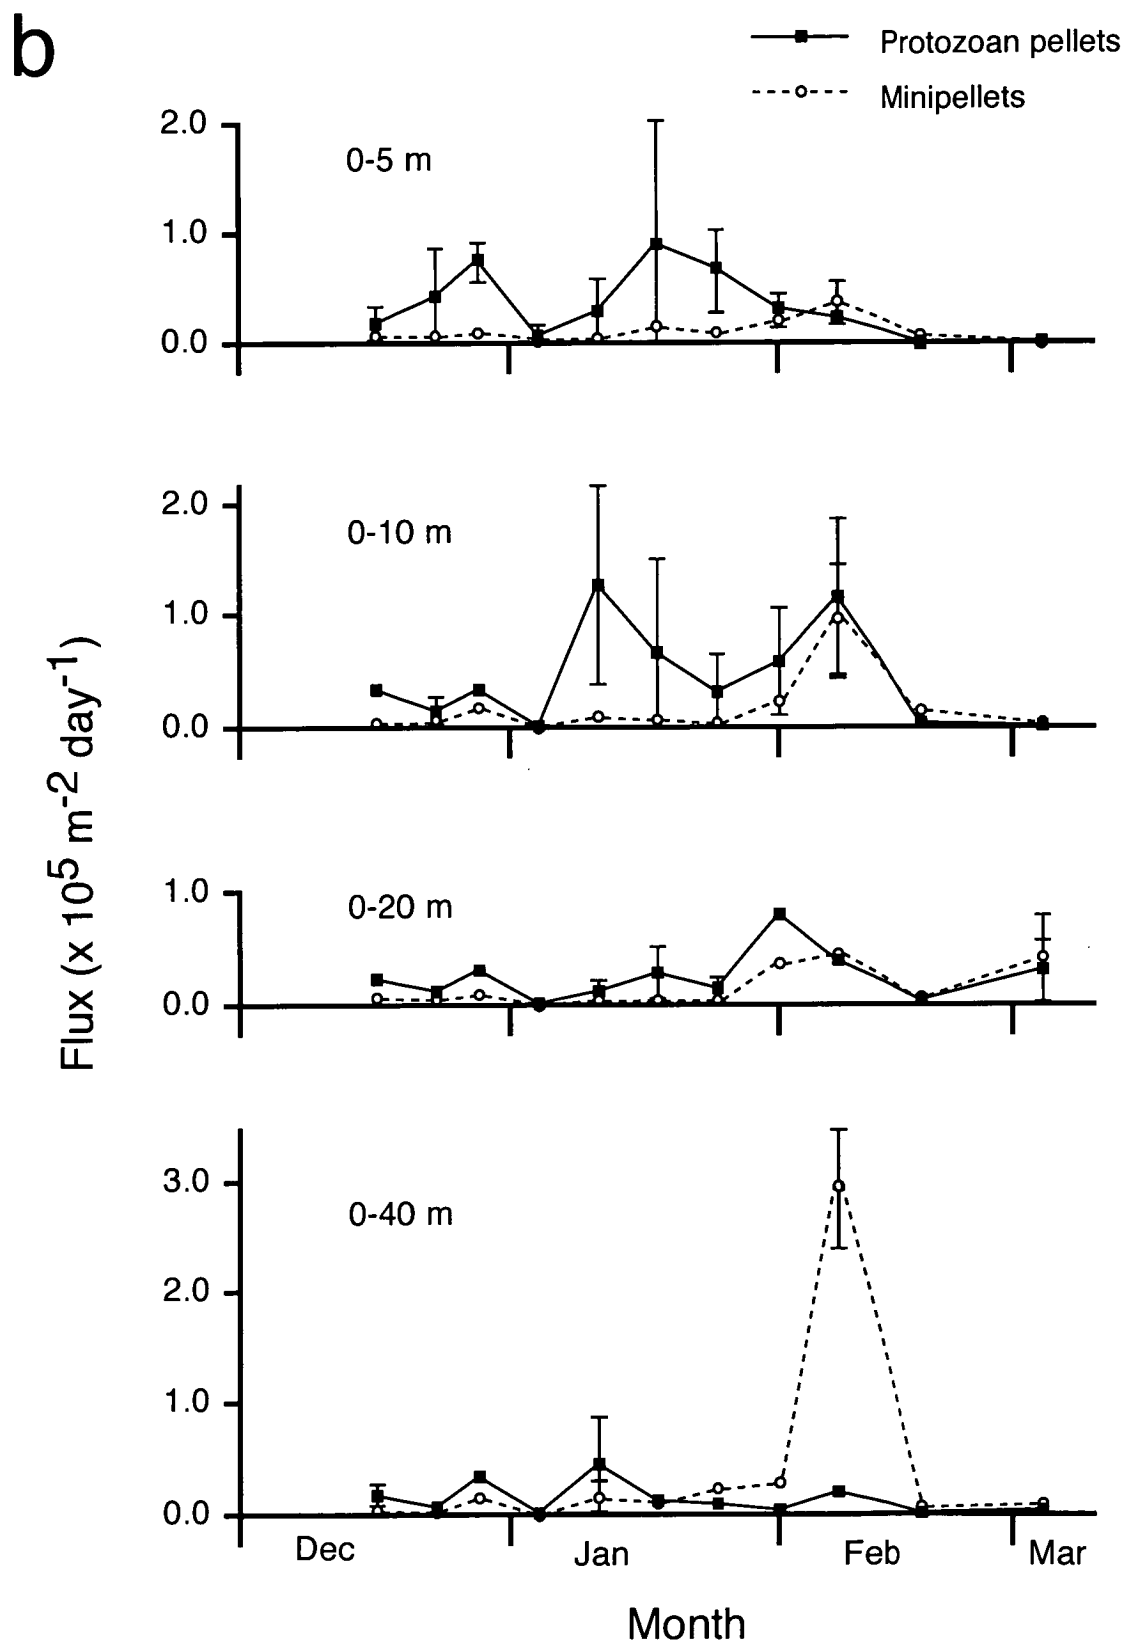 b
Protozoan pellets
Minipellets
2.0
0-5 m
1.0
0.0
2.0
0-10 m
1.0
0.0
1.0
0-20 m
0.0
3.0
0-40 m
2.0
1.0
0.0
Dec Jan Feb Mar
Month
Flux (x 10⁵ m⁻² day⁻¹)